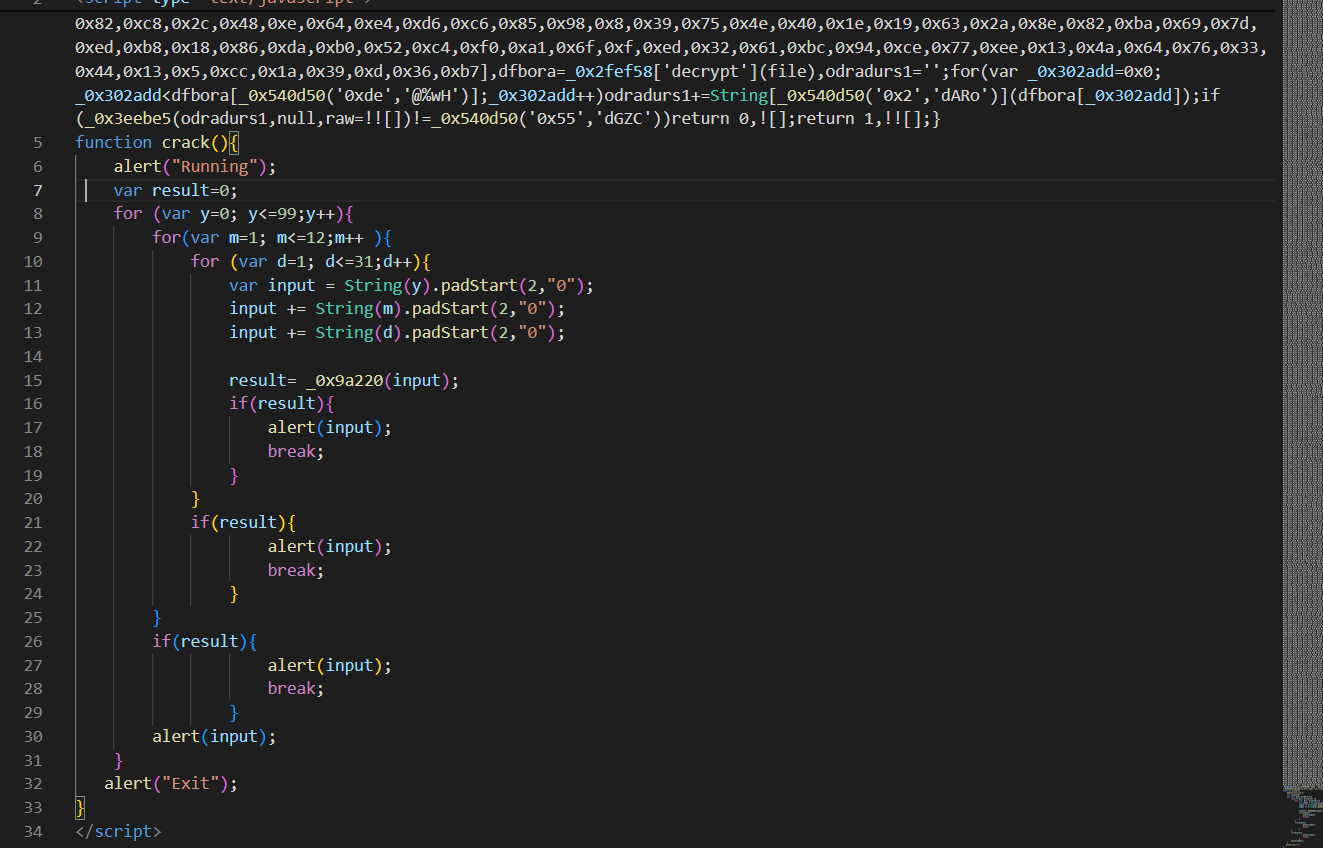 2 <script type="text/javascript">
0x82,0xc8,0x2c,0x48,0xe,0x64,0xe4,0xd6,0xc6,0x85,0x98,0x8,0x39,0x75,0x4e,0x40,0x1e,0x19,0x63,0x2a,0x8e,0x82,0xba,0x69,0x7d,
0xed,0xb8,0x18,0x86,0xda,0xb0,0x52,0xc4,0xf0,0xa1,0x6f,0xf,0xed,0x32,0x61,0xbc,0x94,0xce,0x77,0xee,0x13,0x4a,0x64,0x76,0x33,
0x44,0x13,0x5,0xcc,0x1a,0x39,0xd,0x36,0xb7],dfbora=_0x2fef58['decrypt'](file),odradurs1='';for(var _0x302add=0x0;
_0x302add<dfbora[_0x540d50('0xde','@%wH')];_0x302add++)odradurs1+=String[_0x540d50('0x2','dARo')](dfbora[_0x302add]);if
(_0x3eebe5(odradurs1,null,raw=!![])!=_0x540d50('0x55','dGZC'))return 0,![];return 1,!![];}
5 function crack(){
6 alert("Running");
7 var result=0;
8 for (var y=0; y<=99;y++){
9 for(var m=1; m<=12;m++ ){
10 for (var d=1; d<=31;d++){
11 var input = String(y).padStart(2,"0");
12 input += String(m).padStart(2,"0");
13 input += String(d).padStart(2,"0");
14
15 result= _0x9a220(input);
16 if(result){
17 alert(input);
18 break;
19 }
20 }
21 if(result){
22 alert(input);
23 break;
24 }
25 }
26 if(result){
27 alert(input);
28 break;
29 }
30 alert(input);
31 }
32 alert("Exit");
33 }
34 </script>